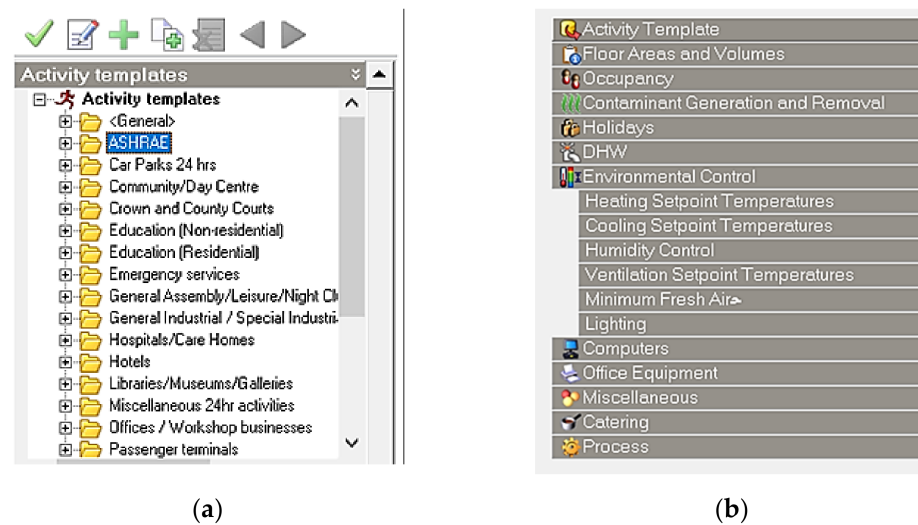 Activity templates
Activity templates
<General>
ASHRAE
Car Parks 24 hrs
Community/Day Centre
Crown and County Courts
Education (Non-residential)
Education (Residential)
Emergency services
General Assembly/Leisure/Night Cl
General Industrial / Special Industri
Hospitals/Care Homes
Hotels
Libraries/Museums/Galleries
Miscellaneous 24hr activities
Offices / Workshop businesses
Passenger terminals
(a)
Activity Template
Floor Areas and Volumes
Occupancy
Contaminant Generation and Removal
Holidays
DHW
Environmental Control
Heating Setpoint Temperatures
Cooling Setpoint Temperatures
Humidity Control
Ventilation Setpoint Temperatures
Minimum Fresh Air
Lighting
Computers
Office Equipment
Miscellaneous
Catering
Process
(b)